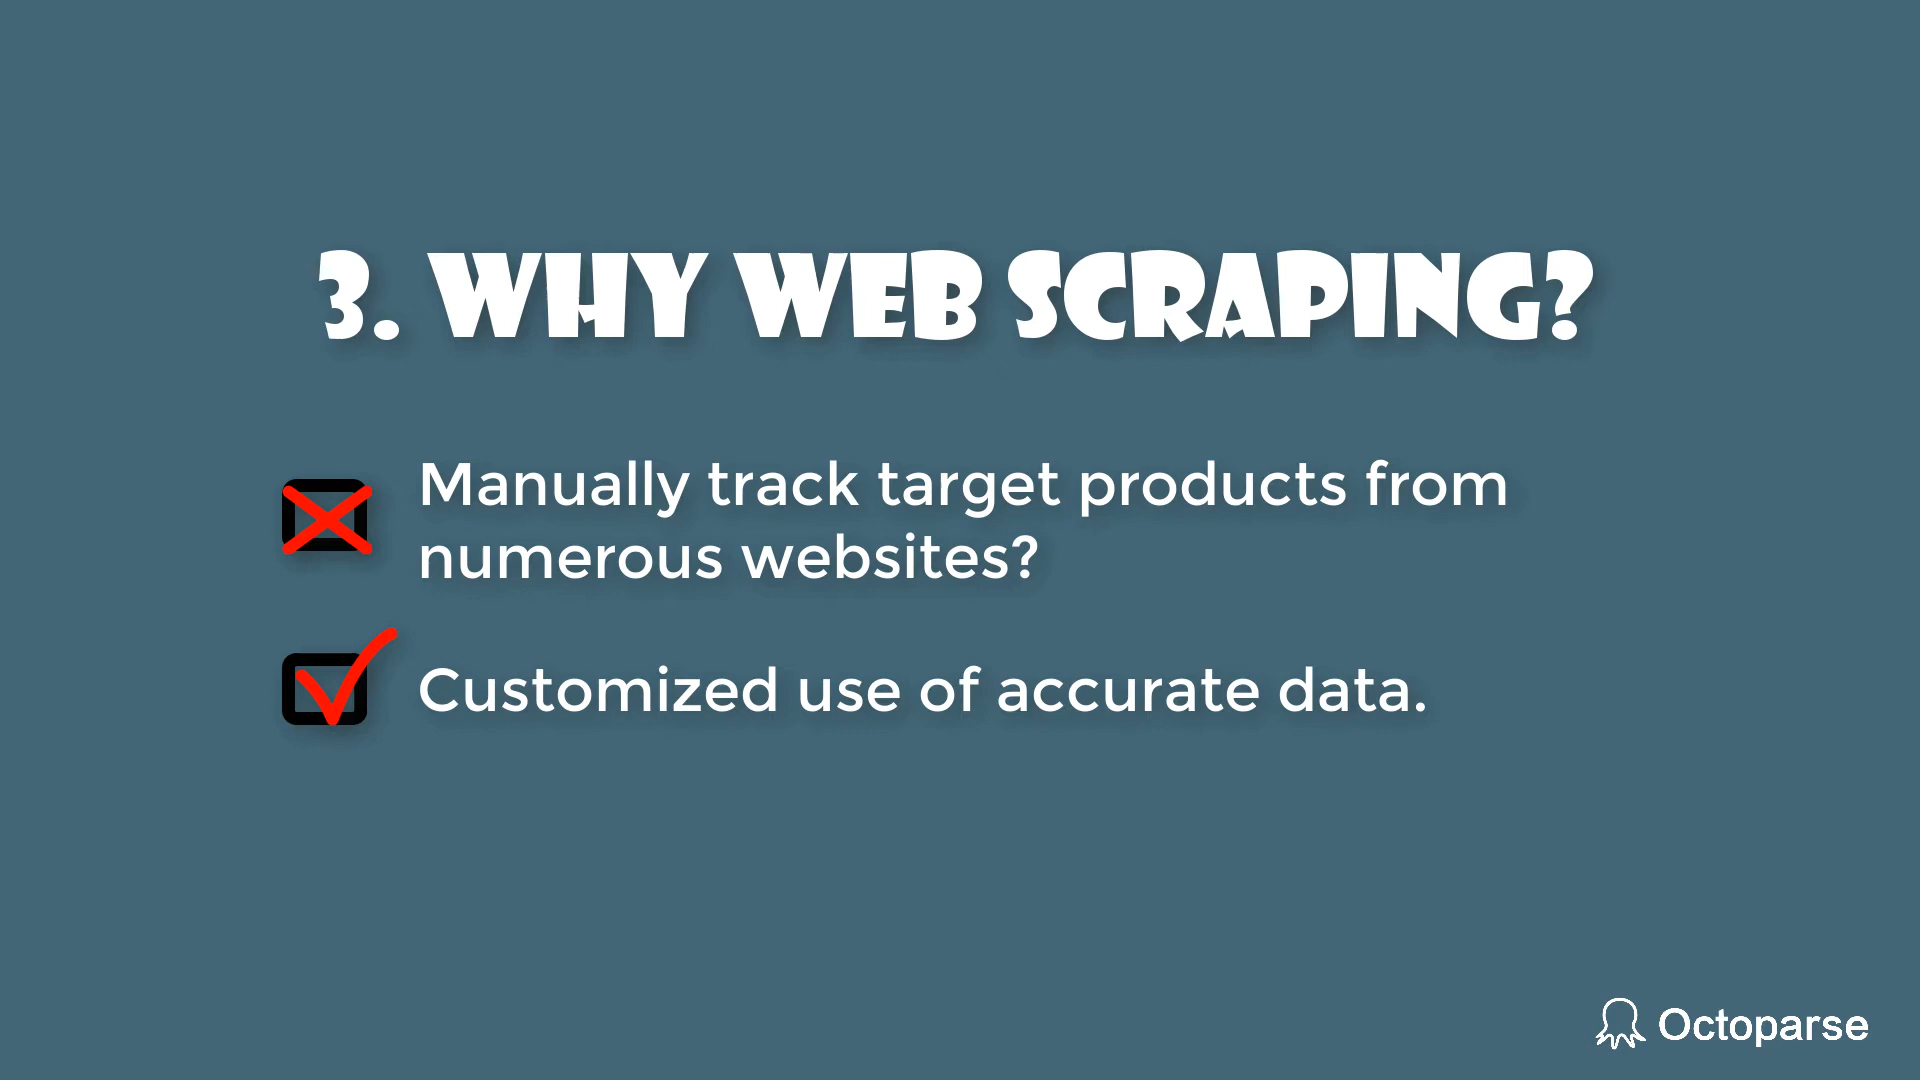 3. WHY WEB SCRAPING?
Manually track target products from
numerous websites?
Customized use of accurate data.
Octoparse